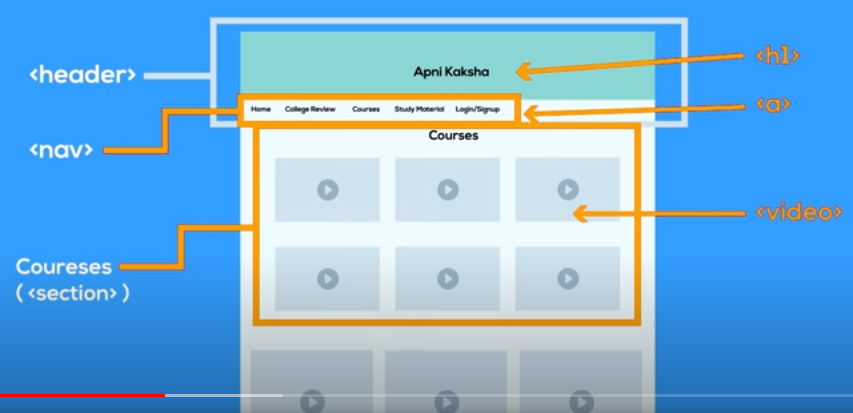 Apni Kaksha
<h1>
<header>
Home College Review Courses Study Material Login/Signup
<a>
<nav>
Courses
<video>
Coureses
( <section> )